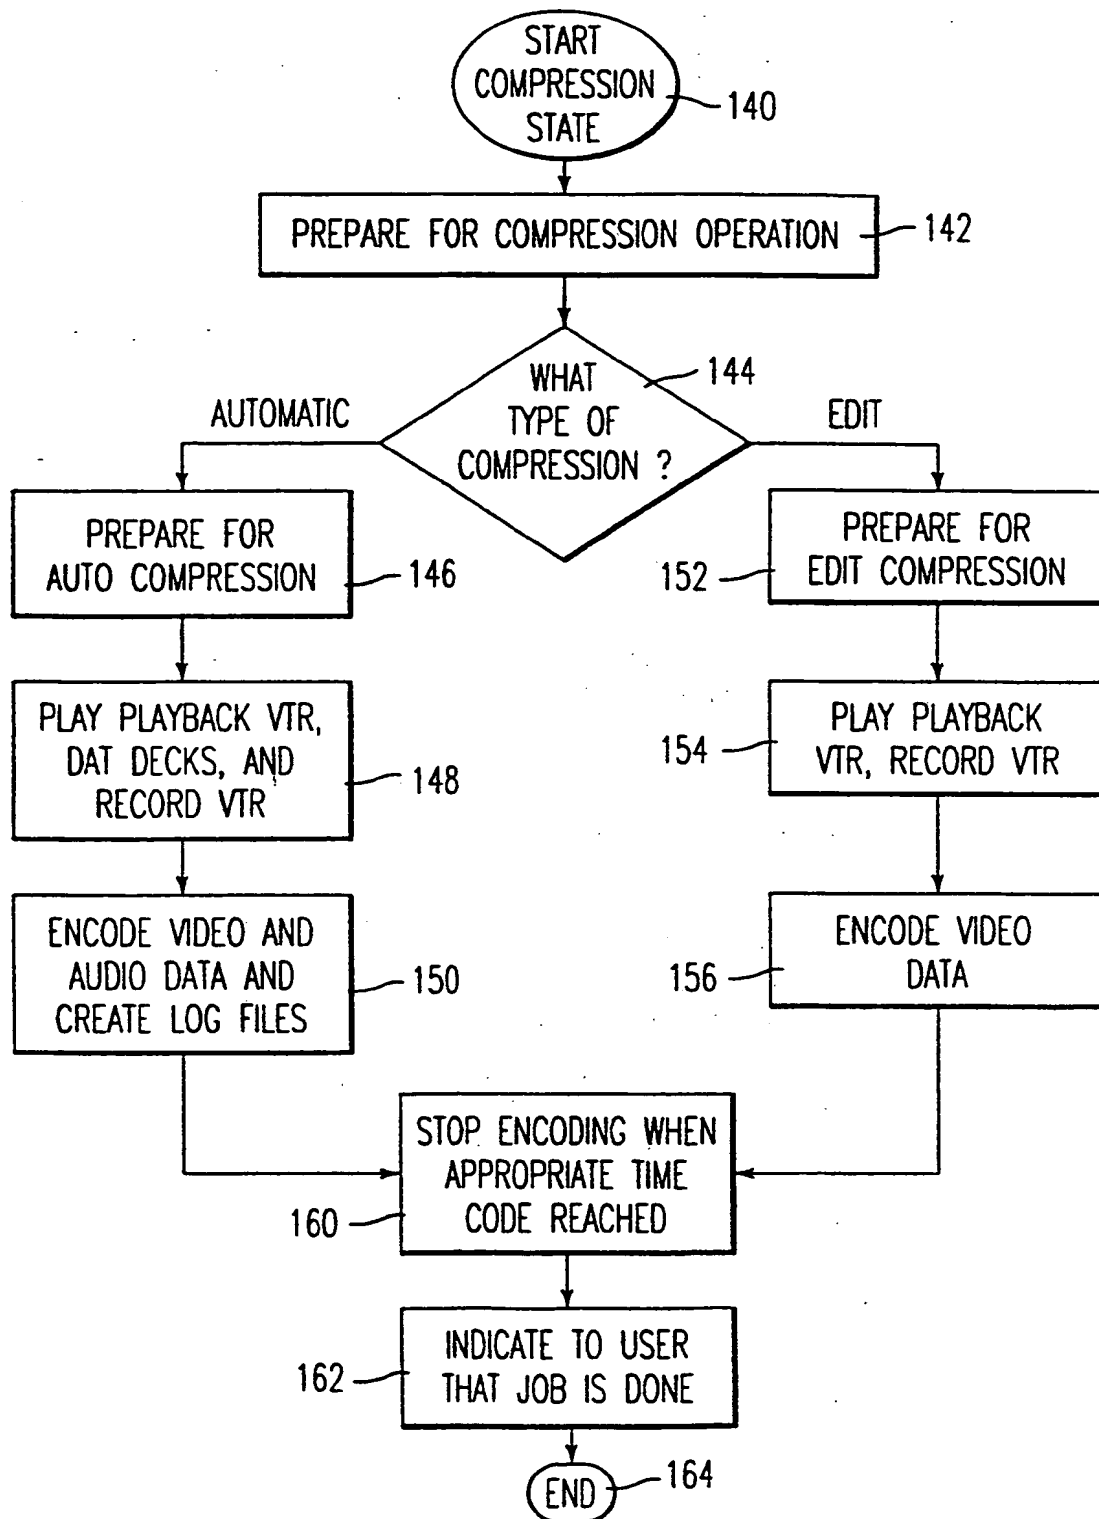 START
COMPRESSION
STATE
140
PREPARE FOR COMPRESSION OPERATION
142
WHAT
TYPE OF
COMPRESSION ?
144
AUTOMATIC
EDIT
PREPARE FOR
AUTO COMPRESSION
146
PREPARE FOR
EDIT COMPRESSION
152
PLAY PLAYBACK VTR,
DAT DECKS, AND
RECORD VTR
148
PLAY PLAYBACK
VTR, RECORD VTR
154
ENCODE VIDEO AND
AUDIO DATA AND
CREATE LOG FILES
150
ENCODE VIDEO
DATA
156
STOP ENCODING WHEN
APPROPRIATE TIME
CODE REACHED
160
INDICATE TO USER
THAT JOB IS DONE
162
END
164